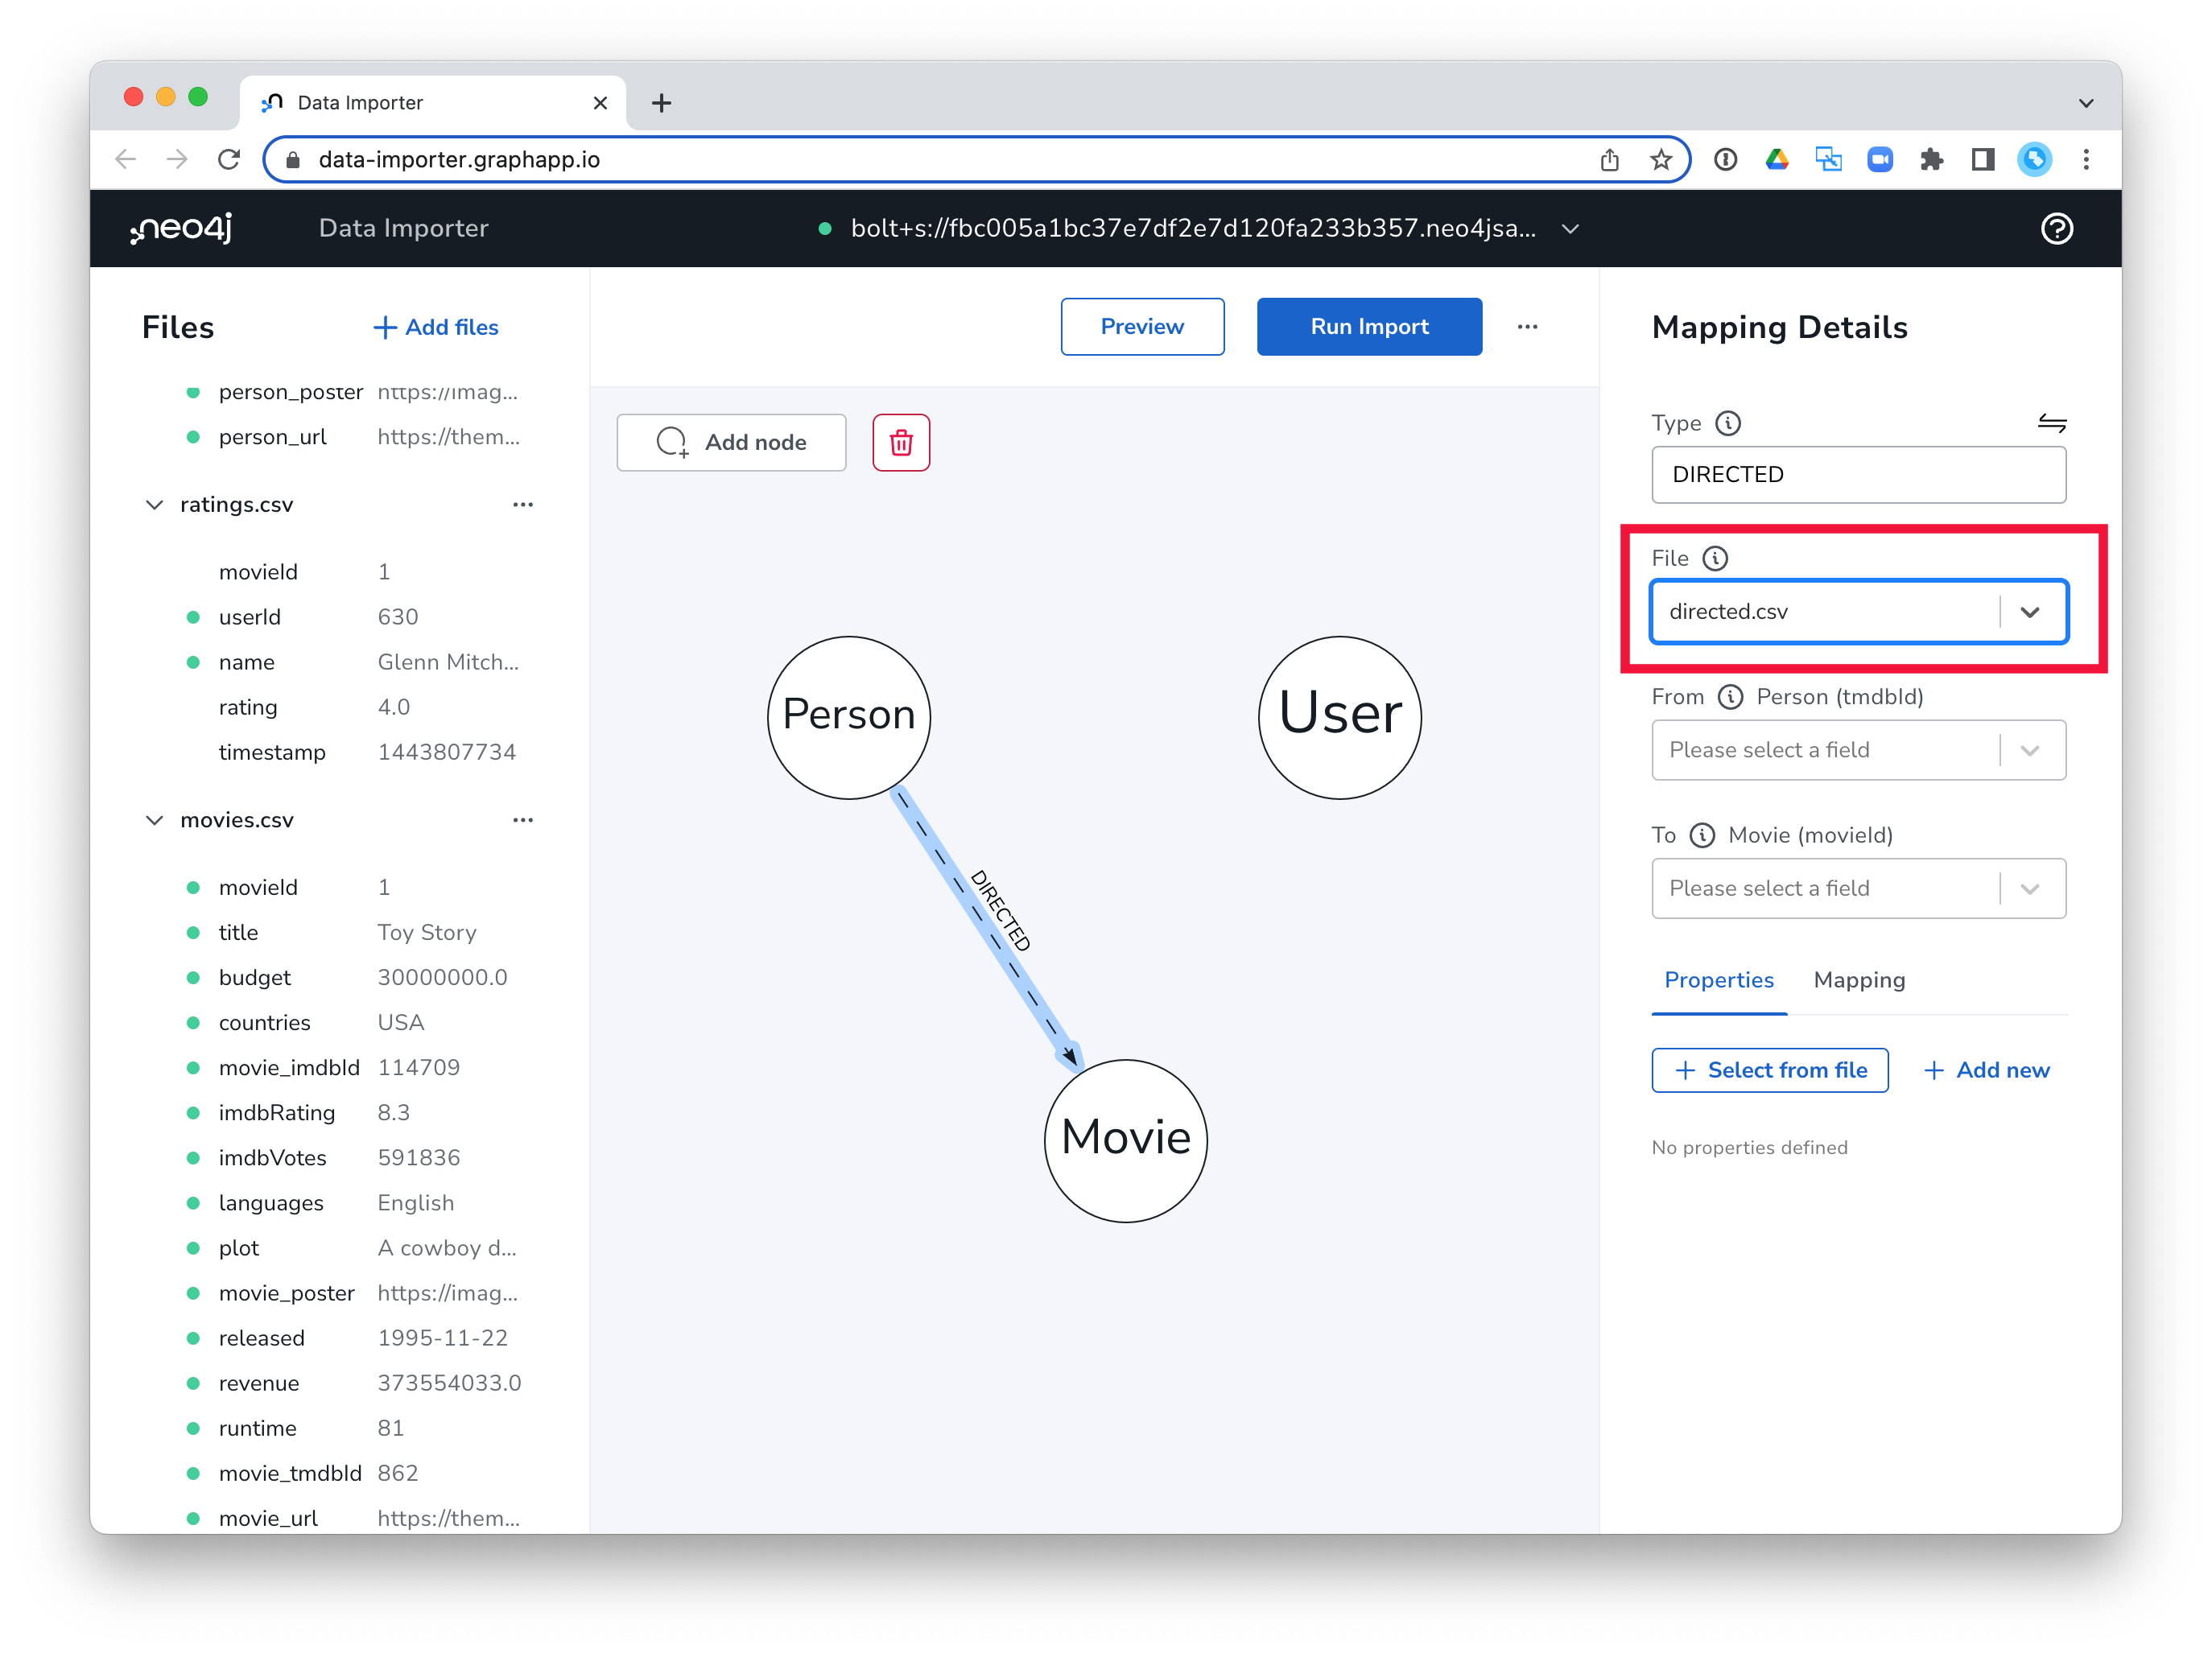 Data Importer
data-importer.graphapp.io
neo4j
Data Importer
bolt+s://fbc005a1bc37e7df2e7d120fa233b357.neo4jsa...
Files
Add files
person_poster https://imag...
person_url https://them...
ratings.csv
movieId 1
userId 630
name Glenn Mitch...
rating 4.0
timestamp 1443807734
movies.csv
movieId 1
title Toy Story
budget 30000000.0
countries USA
movie_imdbId 114709
imdbRating 8.3
imdbVotes 591836
languages English
plot A cowboy d...
movie_poster https://imag...
released 1995-11-22
revenue 373554033.0
runtime 81
movie_tmdbId 862
movie_url https://them...
Preview
Run Import
Add node
Person
User
DIRECTED
Movie
Mapping Details
Type
DIRECTED
File
directed.csv
From Person (tmdbId)
Please select a field
To Movie (movieId)
Please select a field
Properties Mapping
Select from file
Add new
No properties defined